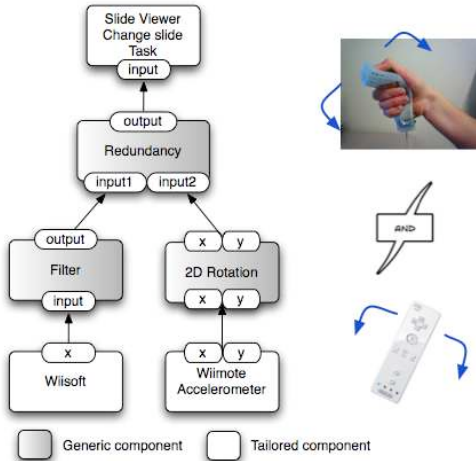 Slide Viewer
Change slide
Task
input
output
Redundancy
input1 input2
output
Filter
input
x y
2D Rotation
x y
AND
x
Wiisoft
x y
Wiimote
Accelerometer
Generic component
Tailored component